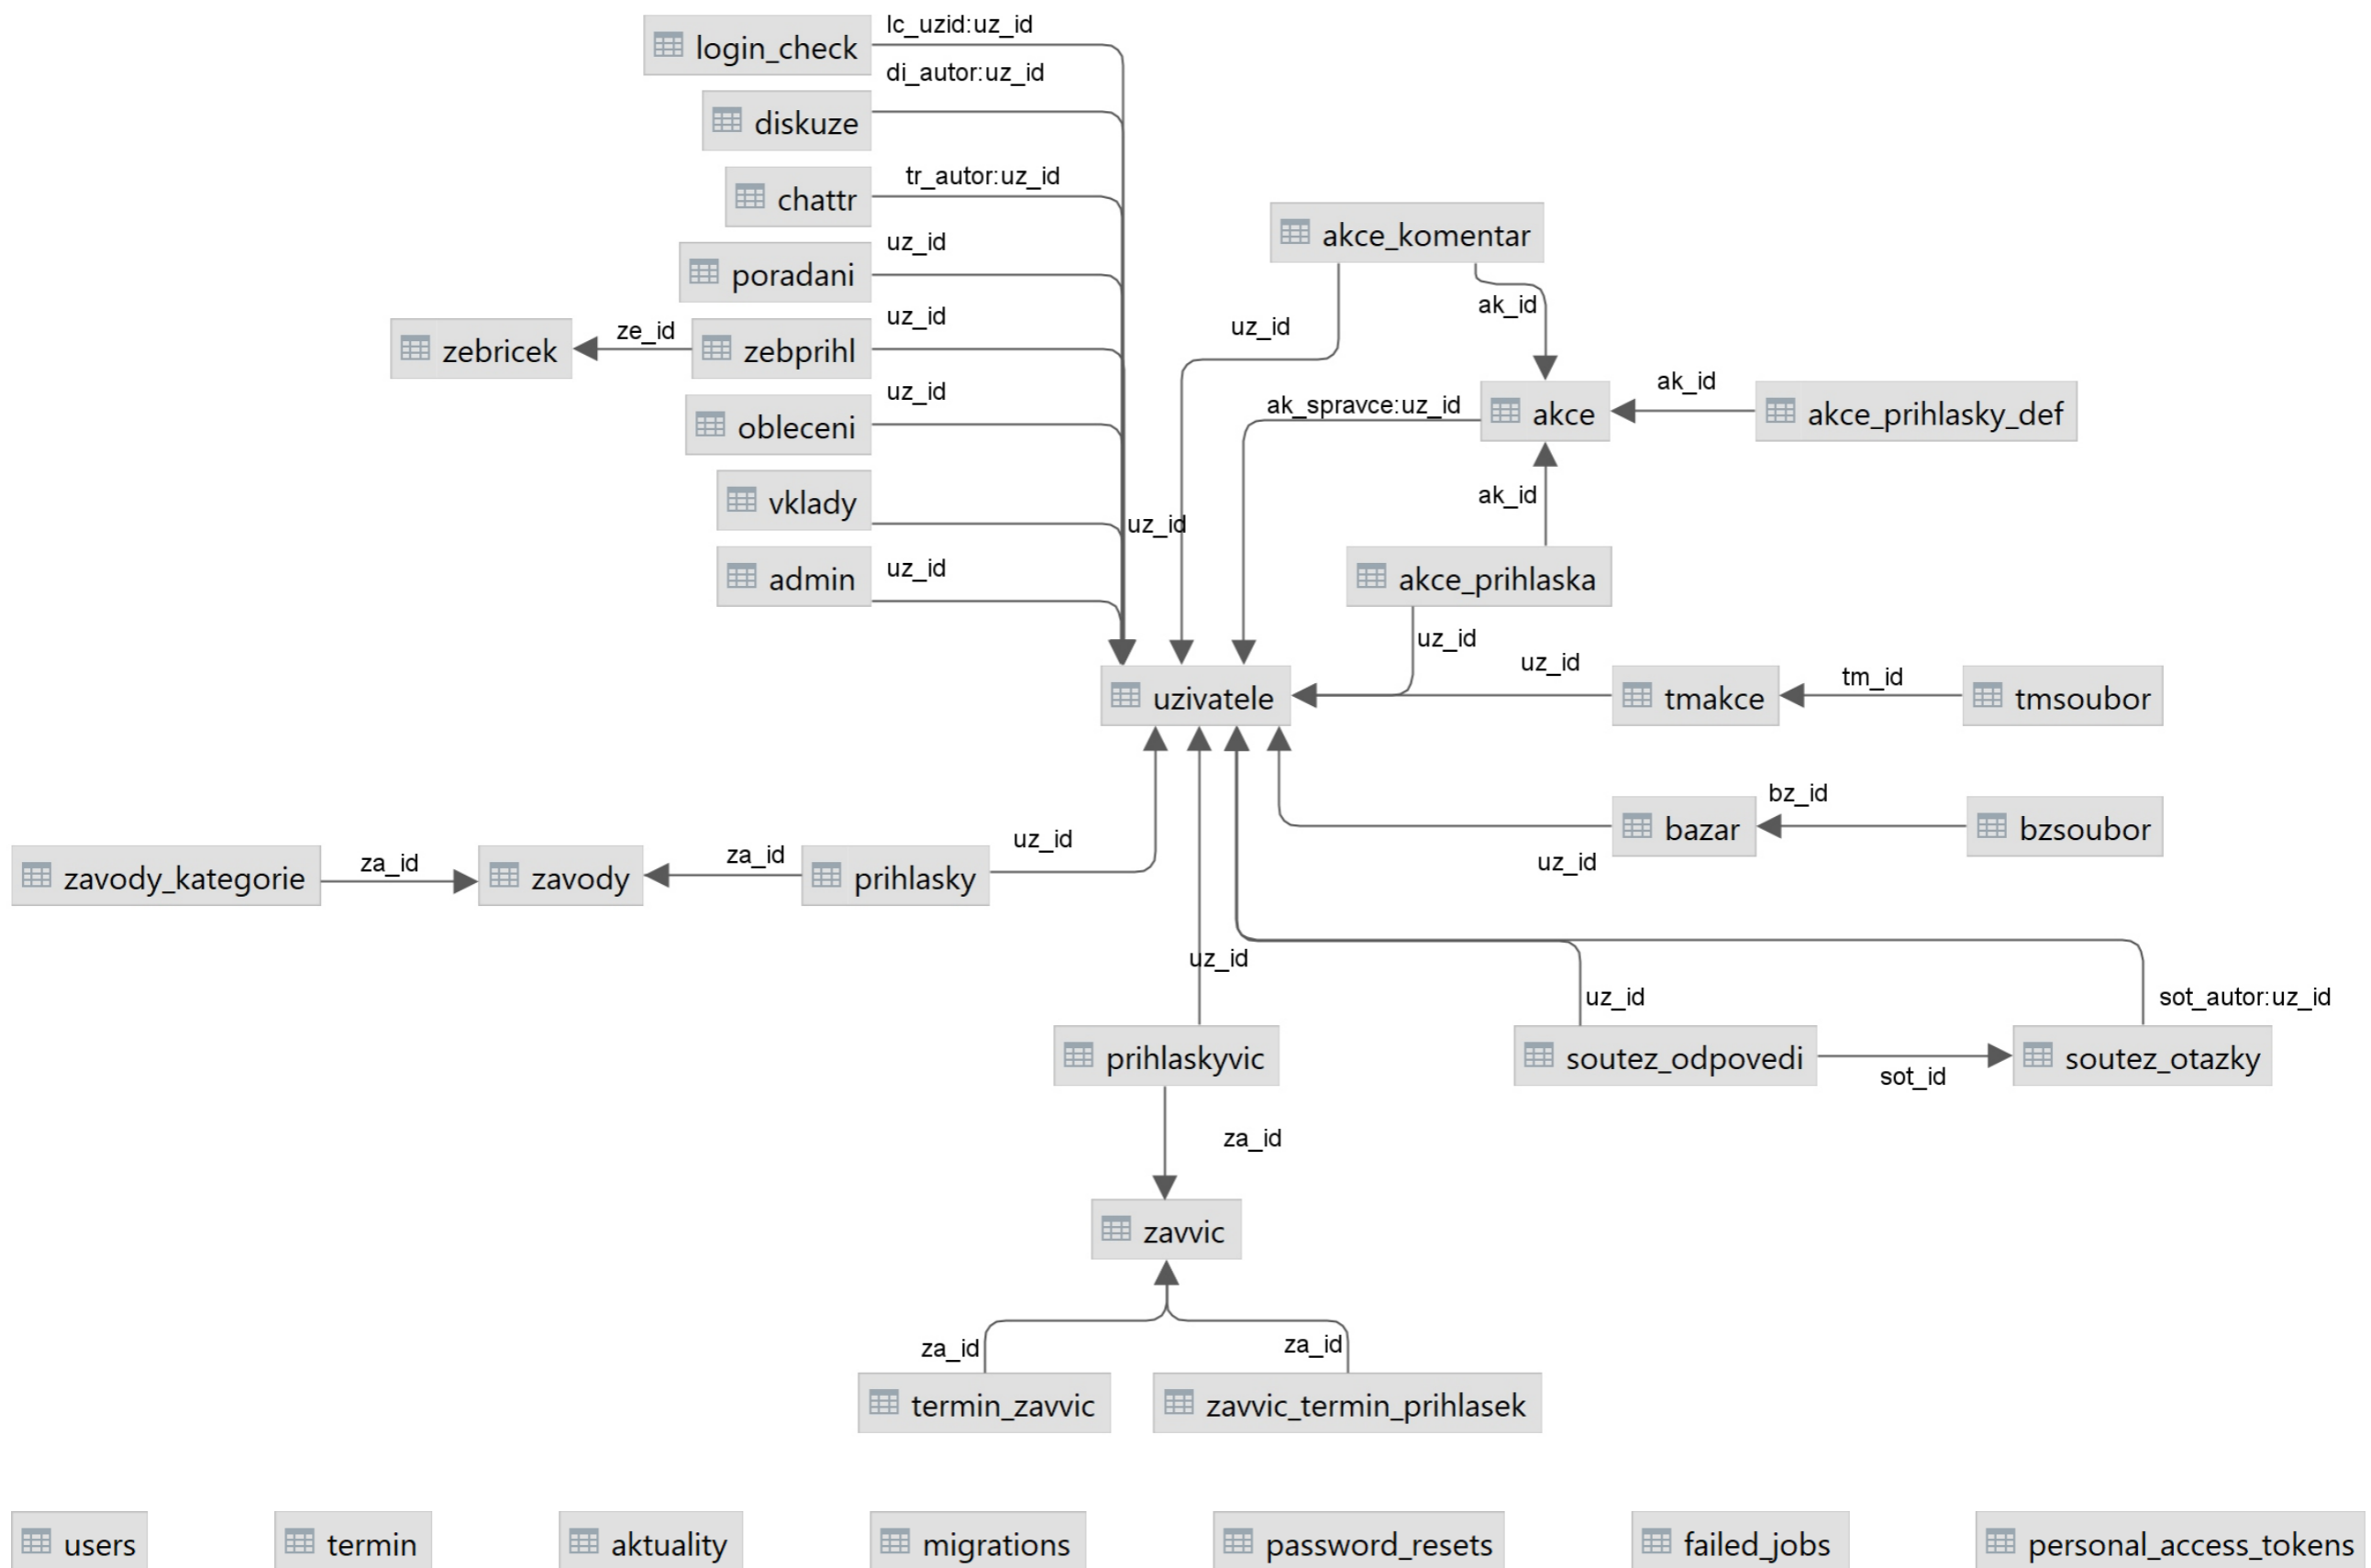 lc_uzid:uz_id
login_check
di_autor:uz_id
diskuze
tr_autor:uz_id
chattr
uz_id
poradani
uz_id
zebricek
ze_id
zebprihl
uz_id
obleceni
vklady
uz_id
uz_id
admin
akce_komentar
uz_id
ak_id
ak_spravce:uz_id
akce
ak_id
akce_prihlasky_def
ak_id
akce_prihlaska
uz_id
uzivatele
uz_id
tmakce
tm_id
tmsoubor
bazar
bz_id
bzsoubor
uz_id
zavody_kategorie
za_id
zavody
za_id
prihlasky
uz_id
uz_id
uz_id
sot_autor:uz_id
prihlaskyvic
soutez_odpovedi
sot_id
soutez_otazky
za_id
zavvic
za_id
za_id
termin_zavvic
zavvic_termin_prihlasek
users
termin
aktuality
migrations
password_resets
failed_jobs
personal_access_tokens